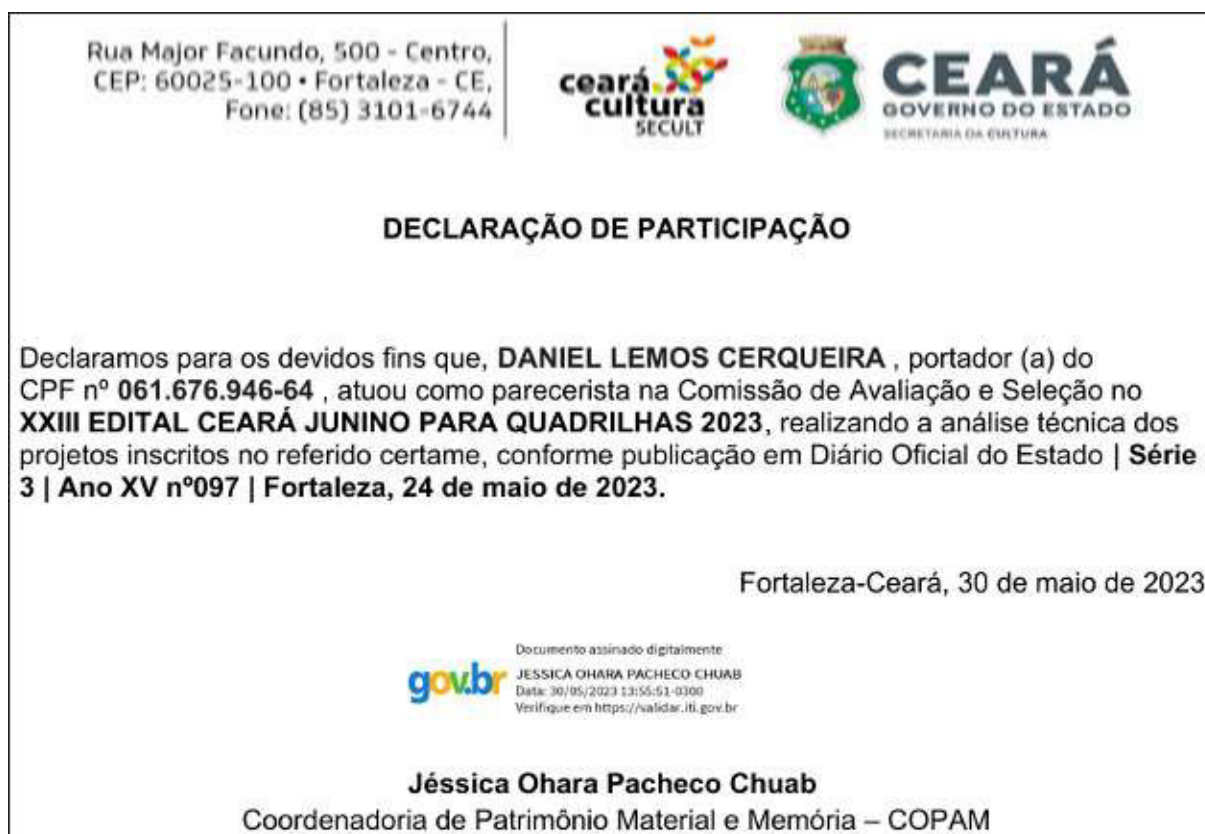 Rua Major Facundo, 500 - Centro,
CEP: 60025-100 • Fortaleza - CE,
Fone: (85) 3101-6744
ceará
cultura
SECULT
CEARÁ
GOVERNO DO ESTADO
SECRETARIA DA CULTURA
DECLARAÇÃO DE PARTICIPAÇÃO
Declaramos para os devidos fins que, DANIEL LEMOS CERQUEIRA , portador (a) do
CPF nº 061.676.946-64 , atuou como parecerista na Comissão de Avaliação e Seleção no
XXIII EDITAL CEARÁ JUNINO PARA QUADRILHAS 2023, realizando a análise técnica dos
projetos inscritos no referido certame, conforme publicação em Diário Oficial do Estado | Série
3 | Ano XV nº097 | Fortaleza, 24 de maio de 2023.
Fortaleza-Ceará, 30 de maio de 2023
gov.br
Documento assinado digitalmente
JESSICA OHARA PACHECO CHUAB
Data: 30/05/2023 13:55:51-0300
Verifique em https://validar.iti.gov.br
Jéssica Ohara Pacheco Chuab
Coordenadoria de Patrimônio Material e Memória – COPAM